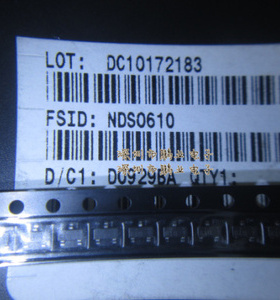 LOT: DC10172183
FSID: NDS0610
D/C1: D0929BA QTY1: